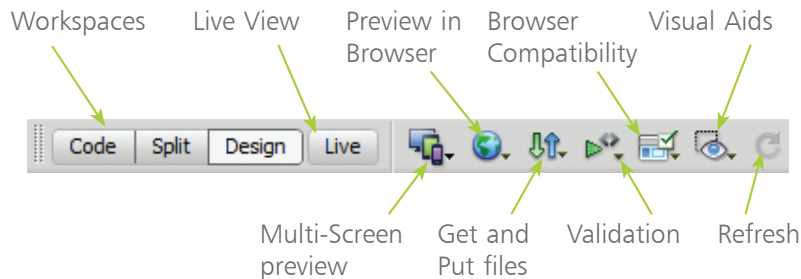 Workspaces
Live View
Preview in
Browser
Browser
Compatibility
Visual Aids
Code
Split
Design
Live
Multi-Screen
preview
Get and
Put files
Validation
Refresh